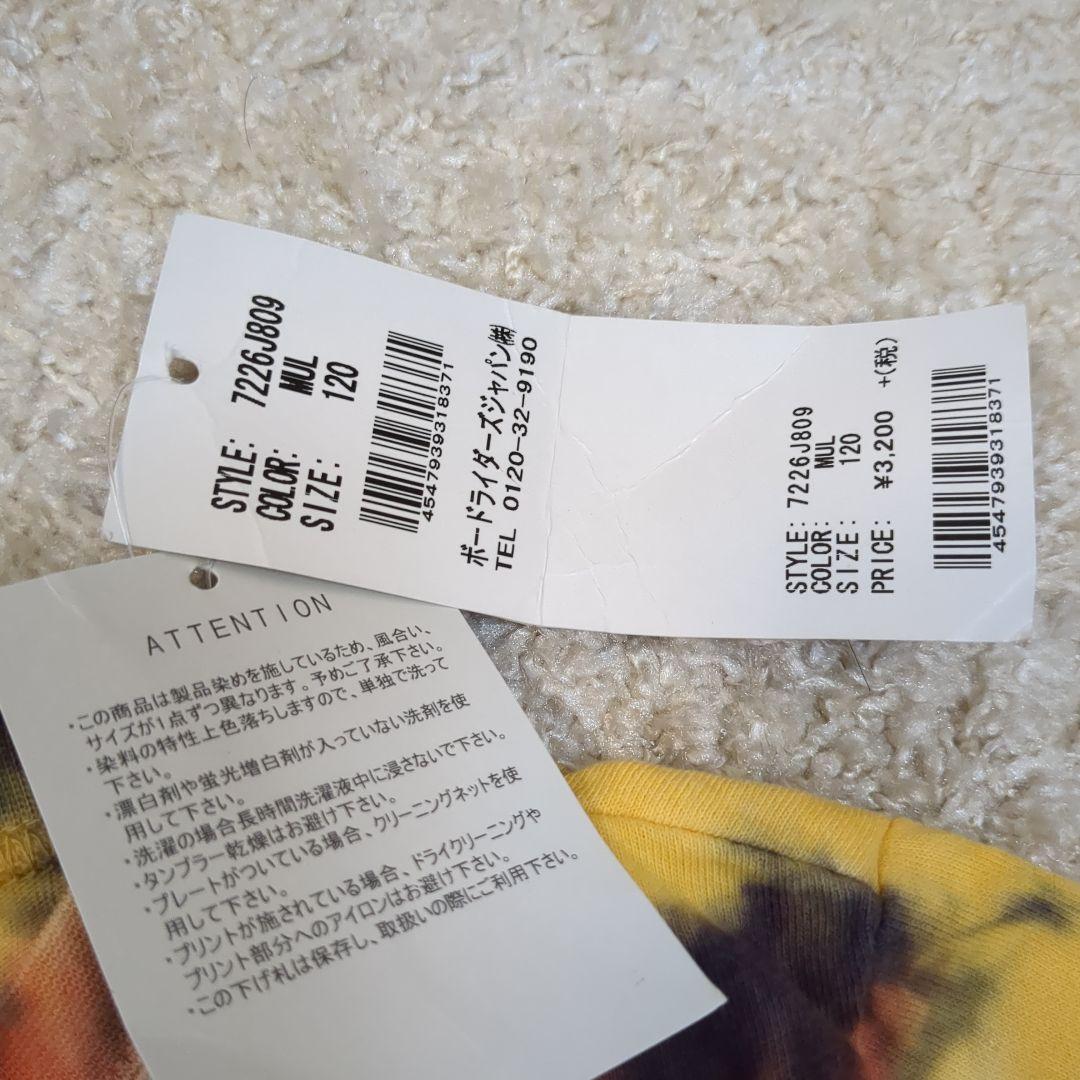 STYLE: 7226J809
COLOR: MUL
SIZE: 120
4547939318371
ボードライダーズジャパン㈱
TEL 0120-32-9190
STYLE: 7226J809
COLOR: MUL
SIZE: 120
PRICE: ¥3,200 +(税)
4547939318371
ATTENTION
・この商品は製品染めを施しているため、風合い、
サイズが1点ずつ異なります。予めご了承下さい。
・染料の特性上色落ちしますので、単独で洗って
下さい。
・漂白剤や蛍光増白剤が入っていない洗剤を使
用して下さい。
・洗濯の場合長時間洗濯液中に浸さないで下さい。
・タンブラー乾燥はお避け下さい。
・プレートがついている場合、クリーニングネットを使
用して下さい。
・プリントが施されている場合、ドライクリーニングや
プリント部分へのアイロンはお避け下さい。
・この下げ札は保存し、取扱いの際にご利用下さい。